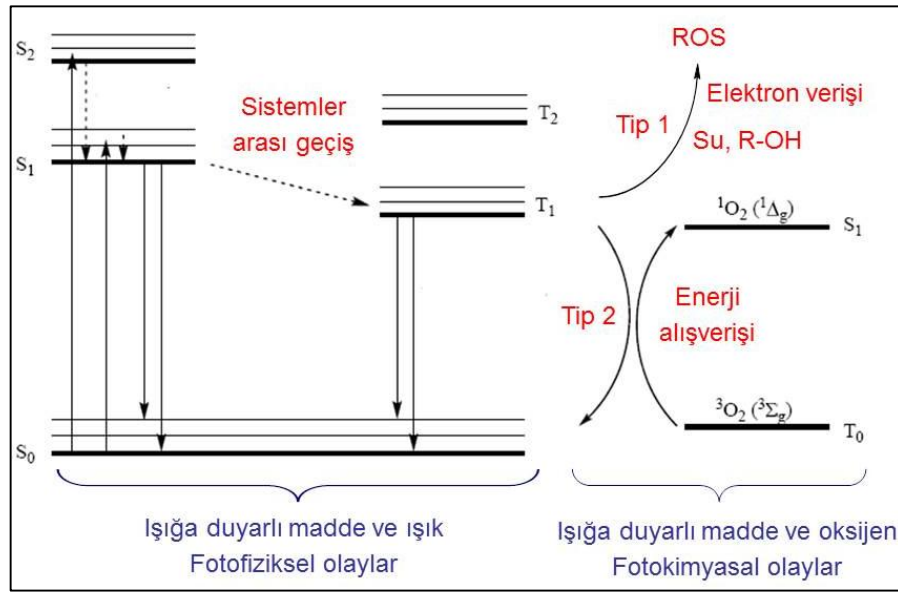 S₂
S₁
S₀
Sistemler
arası geçiş
T₂
T₁
ROS
Tip 1
Elektron verişi
Su, R-OH
¹O₂ (¹Δg)
S₁
Tip 2
Enerji
alışverişi
³O₂ (³Σg)
T₀
Işığa duyarlı madde ve ışık
Fotofiziksel olaylar
Işığa duyarlı madde ve oksijen
Fotokimyasal olaylar